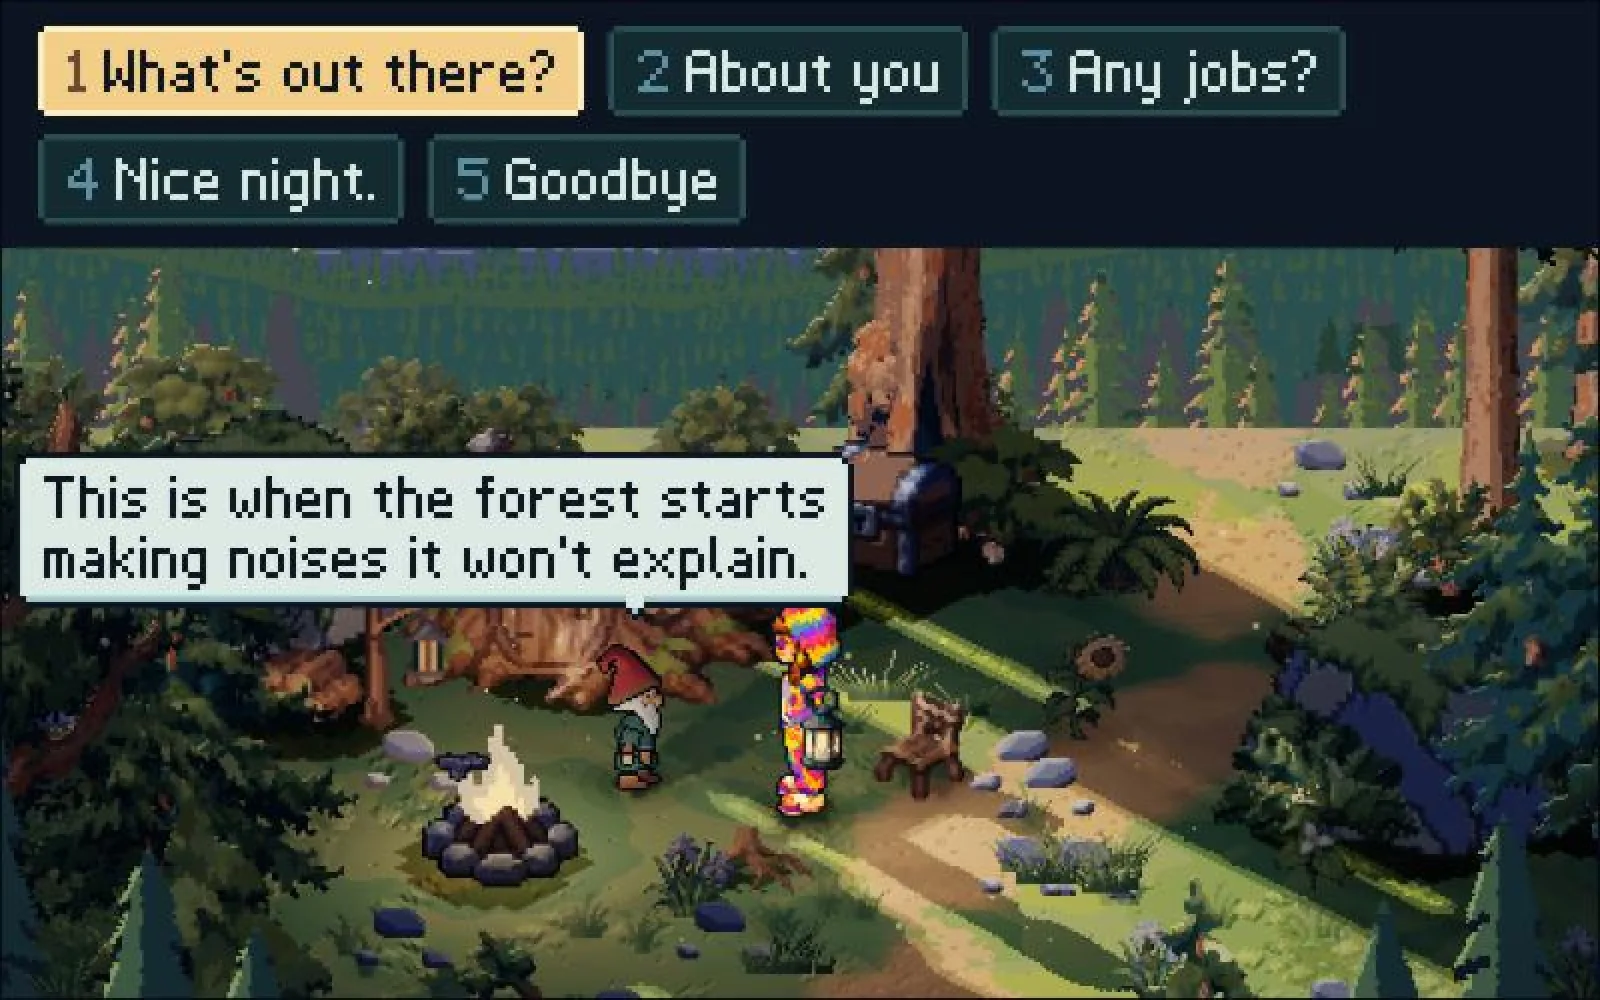 1 What's out there?
2 About you
3 Any jobs?
4 Nice night.
5 Goodbye
This is when the forest starts
making noises it won't explain.